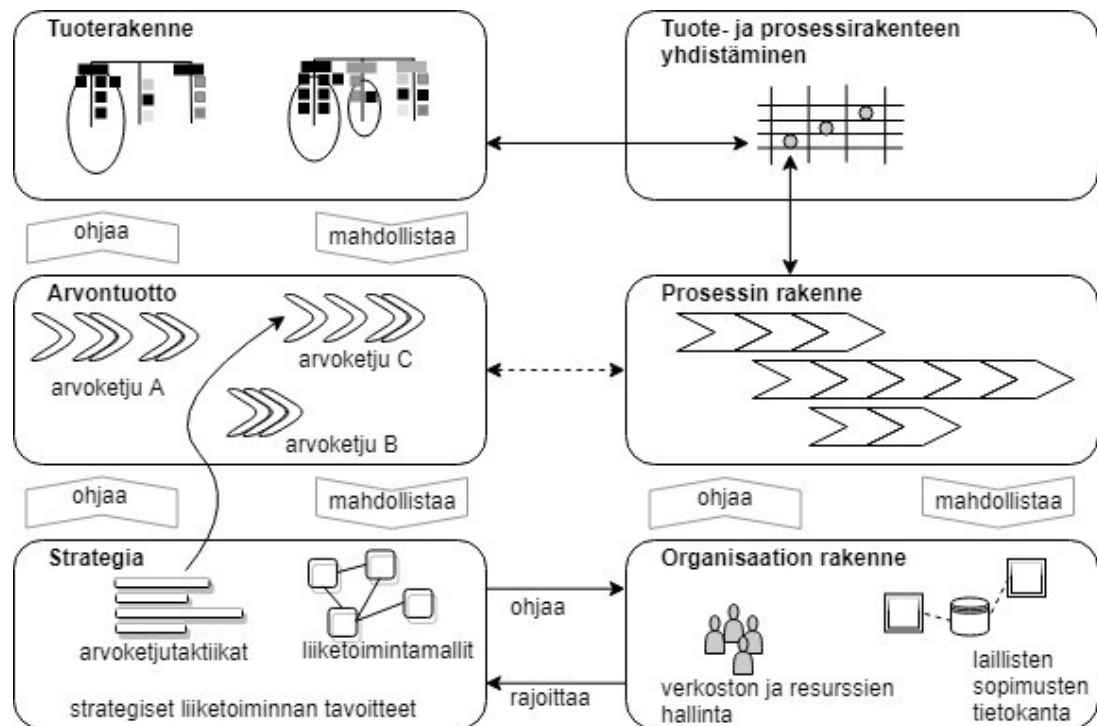 Tuoterakenne
Tuote- ja prosessirakenteen
yhdistäminen
ohjaa
mahdollistaa
Arvontuotto
arvoketju A
arvoketju C
arvoketju B
Prosessin rakenne
ohjaa
mahdollistaa
ohjaa
mahdollistaa
Strategia
arvoketjutaktiikat
liiketoimintamallit
strategiset liiketoiminnan tavoitteet
ohjaa
rajoittaa
Organisaation rakenne
verkoston ja resurssien
hallinta
laillisten
sopimusten
tietokanta